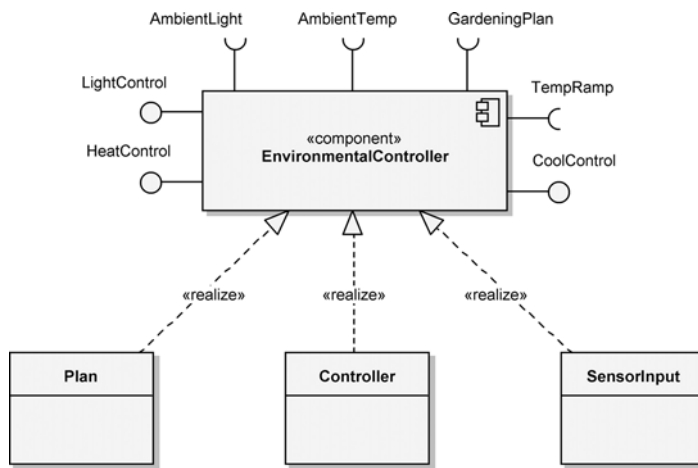 AmbientLight
AmbientTemp
GardeningPlan
LightControl
TempRamp
«component»
EnvironmentalController
HeatControl
CoolControl
«realize»
«realize»
«realize»
Plan
Controller
SensorInput